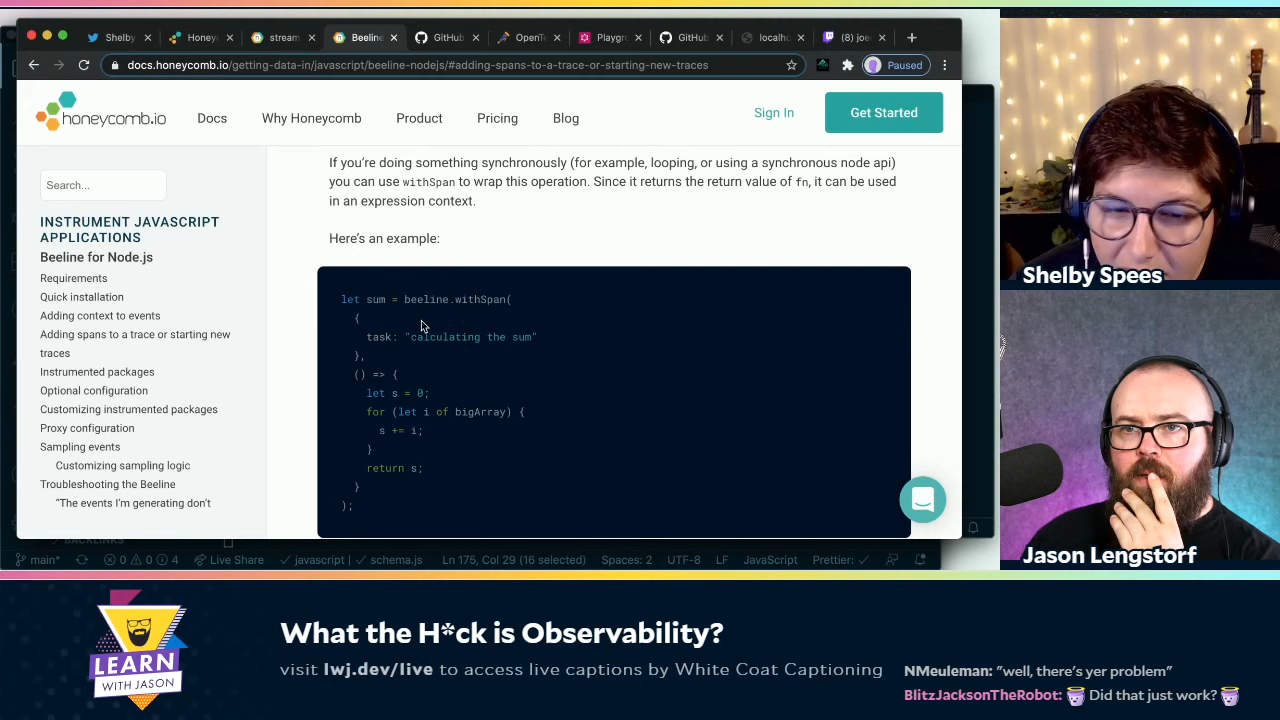 Shelby
Honey
stream
Beeline
GitHub
OpenTe
Playgro
GitHub
localho
(8) joe
docs.honeycomb.io/getting-data-in/javascript/beeline-nodejs/#adding-spans-to-a-trace-or-starting-new-traces
Paused
honeycomb.io
Docs
Why Honeycomb
Product
Pricing
Blog
Sign In
Get Started
Search...
INSTRUMENT JAVASCRIPT
APPLICATIONS
Beeline for Node.js
Requirements
Quick installation
Adding context to events
Adding spans to a trace or starting new
traces
Instrumented packages
Optional configuration
Customizing instrumented packages
Proxy configuration
Sampling events
Customizing sampling logic
Troubleshooting the Beeline
"The events I'm generating don't
If you're doing something synchronously (for example, looping, or using a synchronous node api)
you can use withSpan to wrap this operation. Since it returns the return value of fn, it can be used
in an expression context.
Here's an example:
let sum = beeline.withSpan(
{
task: "calculating the sum"
},
() => {
let s = 0;
for (let i of bigArray) {
s += i;
}
return s;
}
);
main*
0
0
4
Live Share
javascript |
schema.js
Ln 175, Col 29 (16 selected)
Spaces: 2
UTF-8
LF
JavaScript
Prettier:
Shelby Spees
Jason Lengstorf
LEARN
WITH JASON
What the H*ck is Observability?
visit lwj.dev/live to access live captions by White Coat Captioning
NMeuleman: "well, there's yer problem"
BlitzJacksonTheRobot: Did that just work?